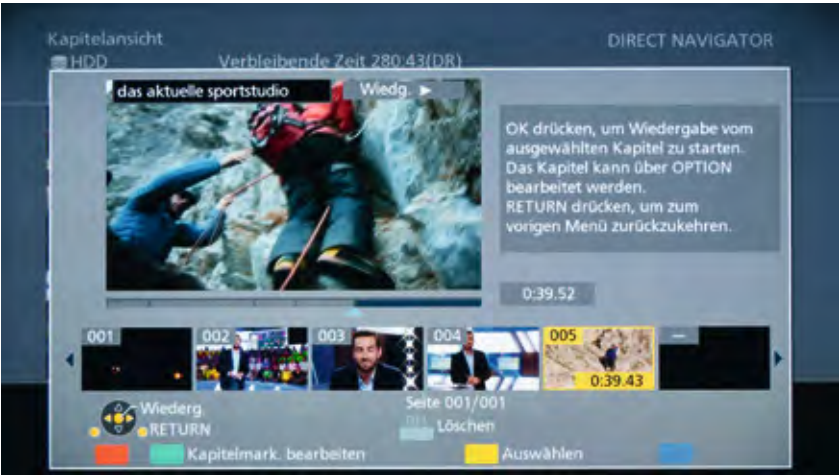 Kapitelansicht
DIRECT NAVIGATOR
HDD
Verbleibende Zeit 280:43(DR)
das aktuelle sportstudio
Wiedg. ►
OK drücken, um Wiedergabe vom
ausgewählten Kapitel zu starten.
Das Kapitel kann über OPTION
bearbeitet werden.
RETURN drücken, um zum
vorigen Menü zurückzukehren.
0:39.52
001
002
003
004
005
---
0:39.43
Wiederg.
Seite 001/001
RETURN
DEL
Löschen
Kapitelmark. bearbeiten
Auswählen